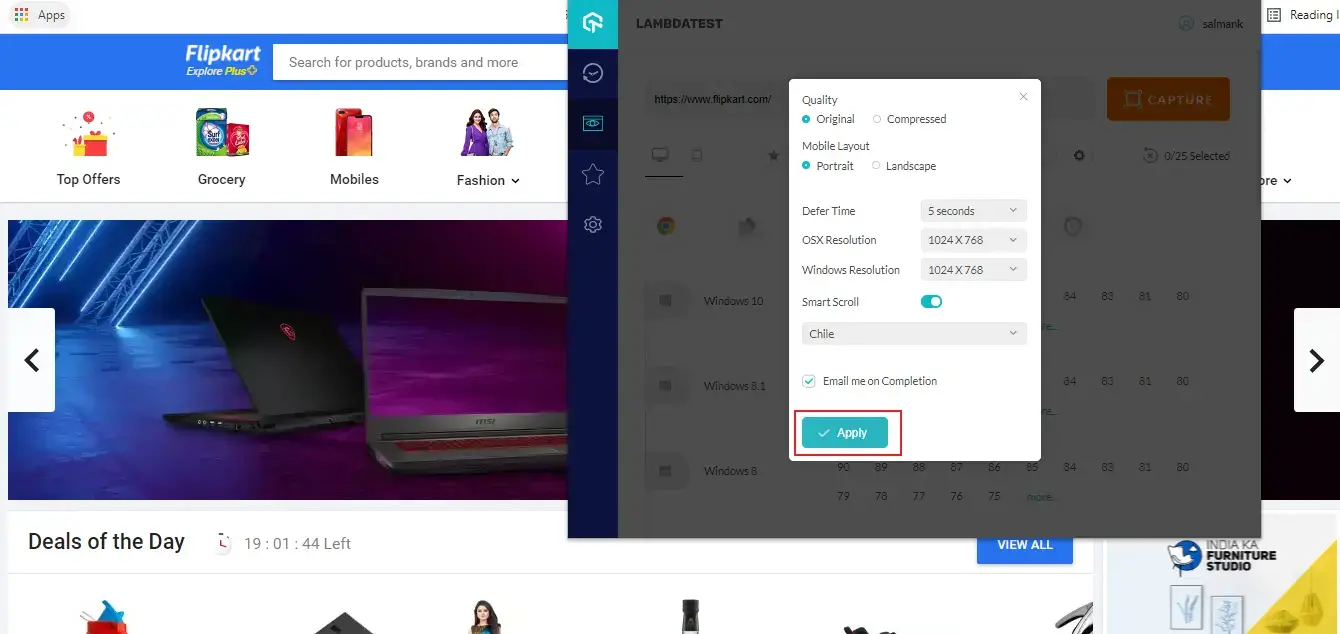 Apps
LAMBDATEST
salmank
Reading
Flipkart
Explore Plus
Search for products, brands and more
https://www.flipkart.com/
CAPTURE
Quality
Original
Compressed
Mobile Layout
Portrait
Landscape
0/25 Selected
Top Offers
Grocery
Mobiles
Fashion
Defer Time
5 seconds
OSX Resolution
1024 X 768
Windows Resolution
1024 X 768
Smart Scroll
Chile
Email me on Completion
Apply
Windows 10
84 83 81 80
Windows 8.1
84 83 81 80
Windows 8
90 89 88 87 86 85 84 83 81 80
79 78 77 76 75 more..
msi
Deals of the Day
19 : 01 : 44 Left
VIEW ALL
INDIA KA
FURNITURE
STUDIO